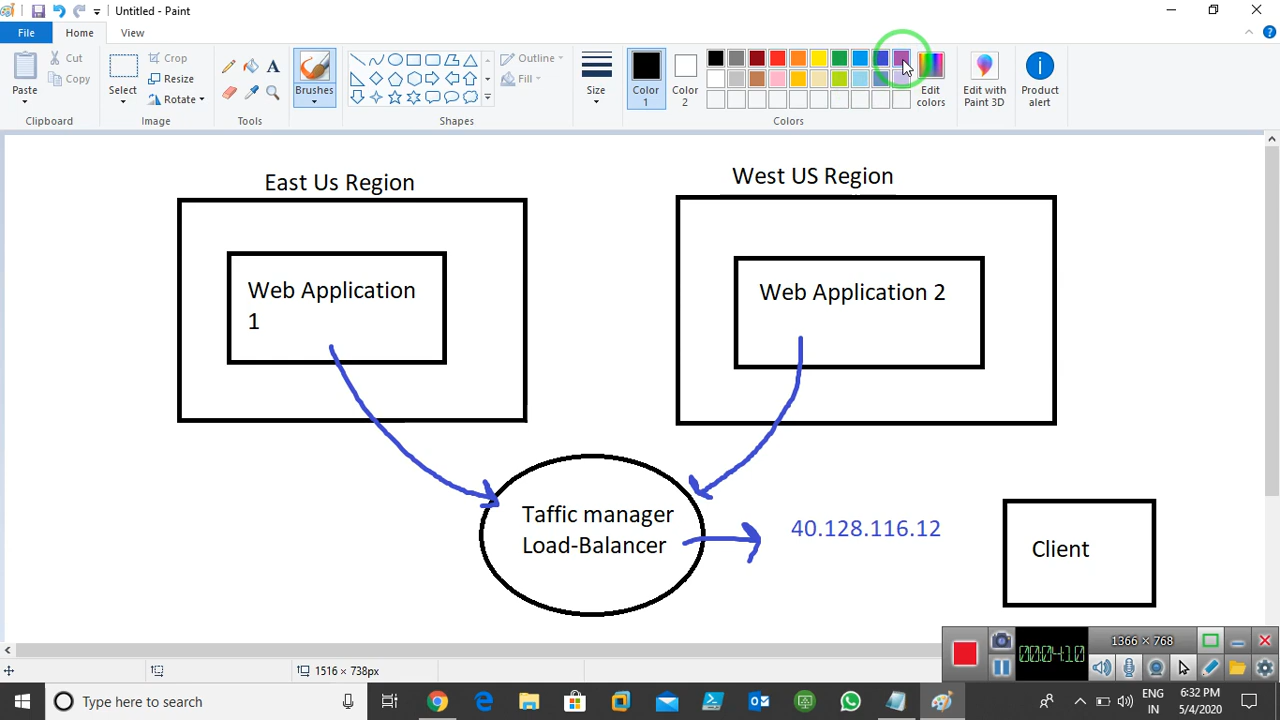 Untitled - Paint
File
Home
View
Paste
Cut
Copy
Clipboard
Select
Crop
Resize
Rotate
Image
A
Tools
Brushes
Outline
Fill
Shapes
Size
Color
1
Color
2
Edit
colors
Colors
Edit with
Paint 3D
Product
alert
East Us Region
West US Region
Web Application
1
Web Application 2
Taffic manager
Load-Balancer
40.128.116.12
Client
1366 × 768
00:04:10
1516 × 738px
Type here to search
ENG
IN
6:32 PM
5/4/2020